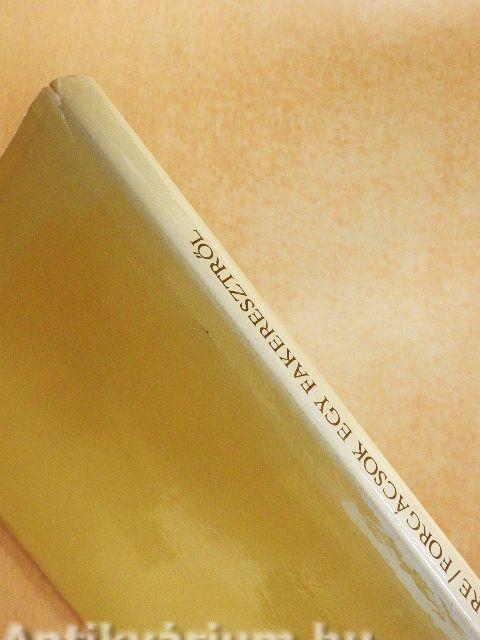 RE / FORGÁCSOK EGY FAKERESZTRŐL
Antikvárium.hu